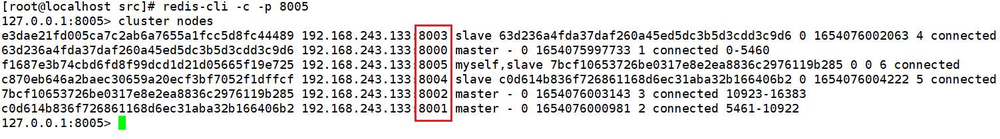 [root@localhost src]# redis-cli -c -p 8005
127.0.0.1:8005> cluster nodes
e3dae21fd005ca7c2ab6a7655a1fcc5d8fc44489 192.168.243.133:8003 slave 63d236a4fda37daf260a45ed5dc3b5d3cdd3c9d6 0 1654076002063 4 connected
63d236a4fda37daf260a45ed5dc3b5d3cdd3c9d6 192.168.243.133:8000 master - 0 1654075997733 1 connected 0-5460
f1687e3b74cbd6fd8f99dcd1d21d05665f19e725 192.168.243.133:8005 myself,slave 7bcf10653726be0317e8e2ea8836c2976119b285 0 0 6 connected
c870eb646a2baec30659a20ecf3bf7052f1dffcf 192.168.243.133:8004 slave c0d614b836f726861168d6ec31aba32b166406b2 0 1654076004222 5 connected
7bcf10653726be0317e8e2ea8836c2976119b285 192.168.243.133:8002 master - 0 1654076003143 3 connected 10923-16383
c0d614b836f726861168d6ec31aba32b166406b2 192.168.243.133:8001 master - 0 1654076000981 2 connected 5461-10922
127.0.0.1:8005>